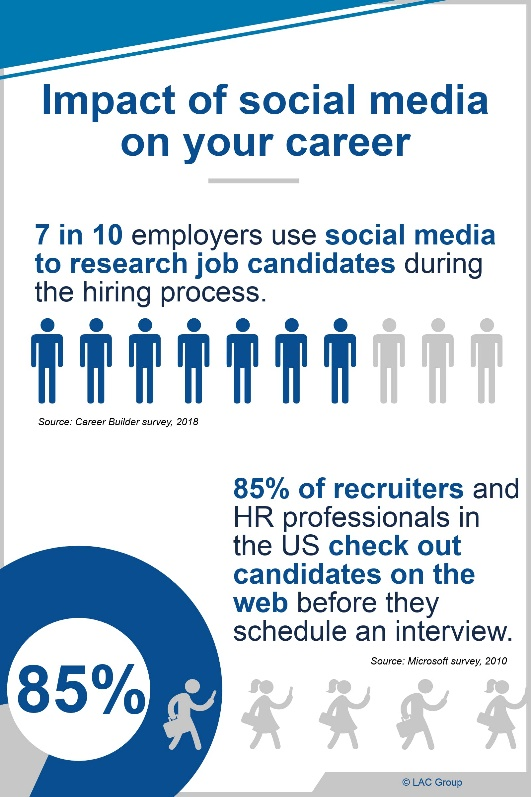 Impact of social media
on your career
7 in 10 employers use social media
to research job candidates during
the hiring process.
Source: Career Builder survey, 2018
85% of recruiters and
HR professionals in
the US check out
candidates on the
web before they
schedule an interview.
Source: Microsoft survey, 2010
85%
© LAC Group